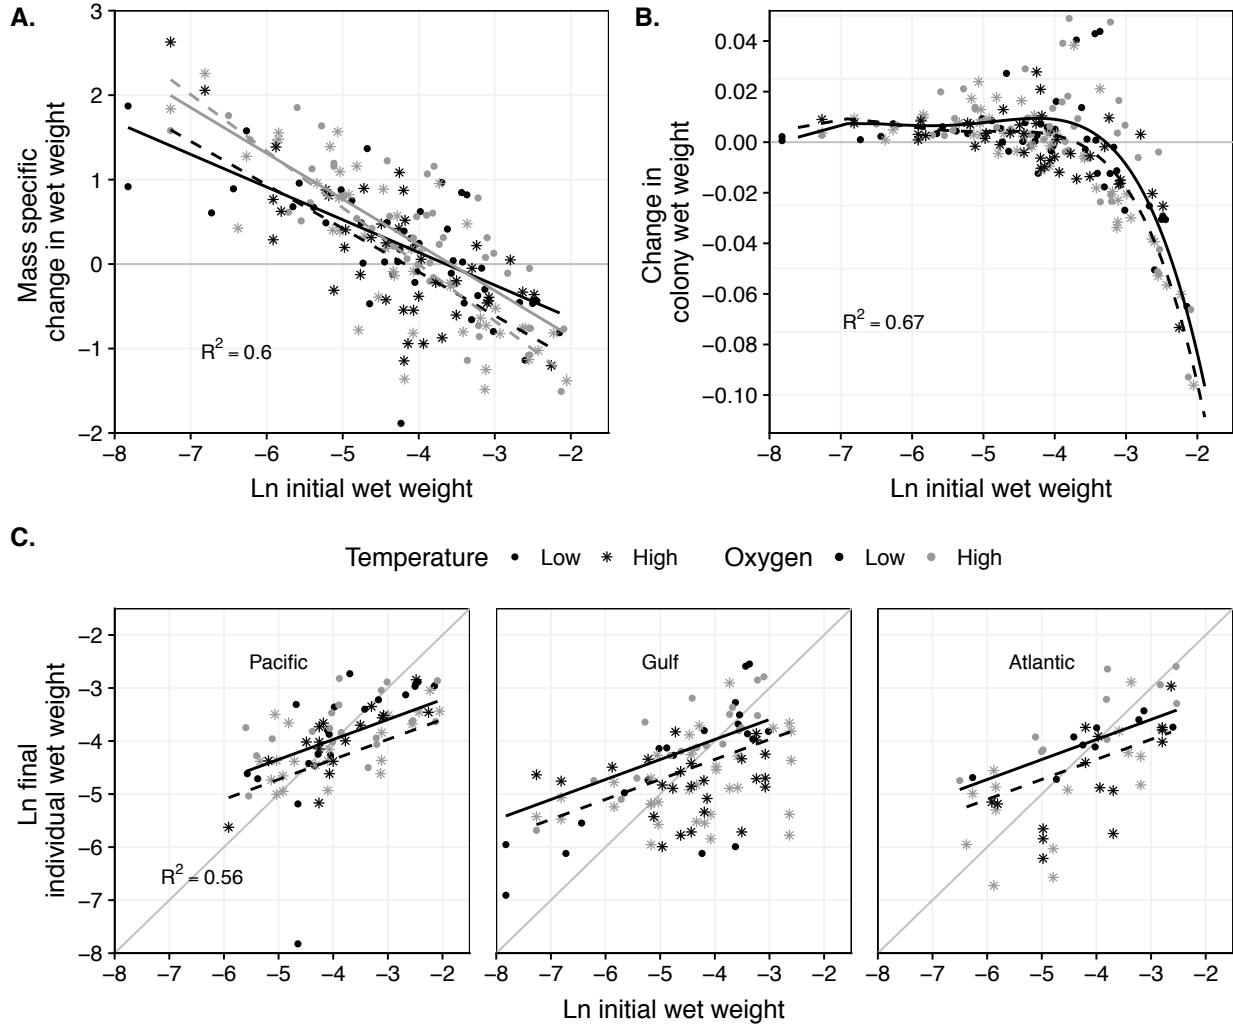 A.
3
2
1
0
−1
−2
Mass specific
change in wet weight
R² = 0.6
−8 −7 −6 −5 −4 −3 −2
Ln initial wet weight
B.
0.04
0.02
0.00
−0.02
−0.04
−0.06
−0.08
−0.10
Change in
colony wet weight
R² = 0.67
−8 −7 −6 −5 −4 −3 −2
Ln initial wet weight
C.
Temperature Low High Oxygen Low High
Pacific Gulf Atlantic
−2
−3
−4
−5
−6
−7
−8
Ln final
individual wet weight
R² = 0.56
−8 −7 −6 −5 −4 −3 −2 −8 −7 −6 −5 −4 −3 −2 −8 −7 −6 −5 −4 −3 −2
Ln initial wet weight